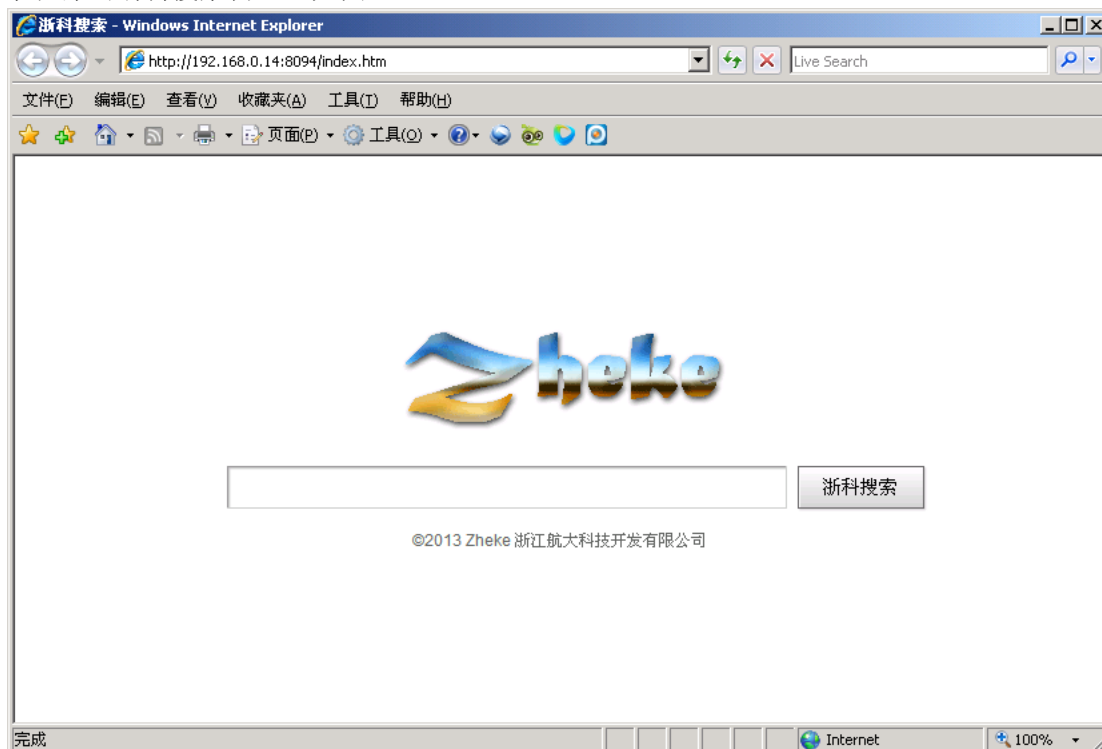 浙科搜索 - Windows Internet Explorer
http://192.168.0.14:8094/index.htm
Live Search
文件(F) 编辑(E) 查看(V) 收藏夹(A) 工具(T) 帮助(H)
页面(P) 工具(O)
Zheke
浙科搜索
©2013 Zheke 浙江航大科技开发有限公司
完成 Internet 100%